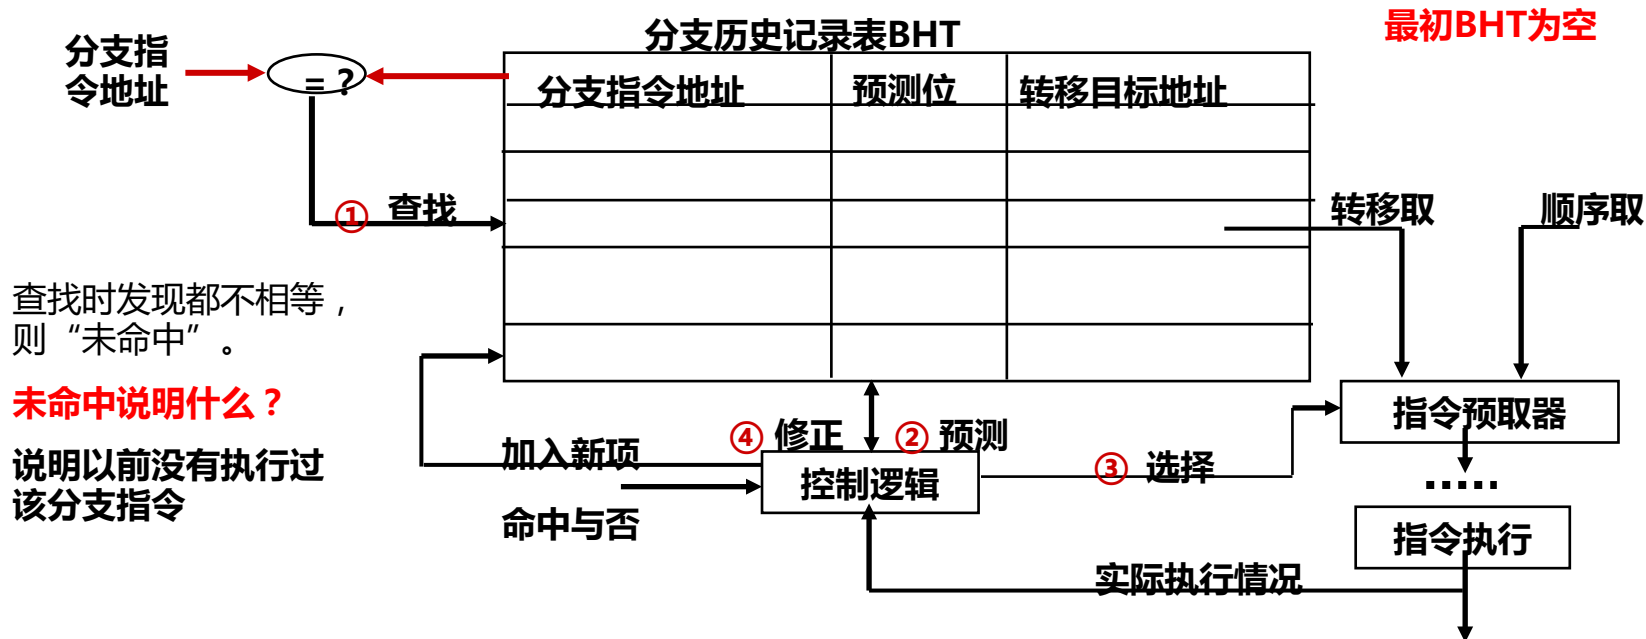 最初BHT为空
分支历史记录表BHT
分支指
令地址
= ?
分支指令地址
预测位
转移目标地址
① 查找
转移取
顺序取
查找时发现都不相等，
则“未命中”。
未命中说明什么？
说明以前没有执行过
该分支指令
加入新项
④ 修正
② 预测
控制逻辑
命中与否
③ 选择
指令预取器
·····
指令执行
实际执行情况